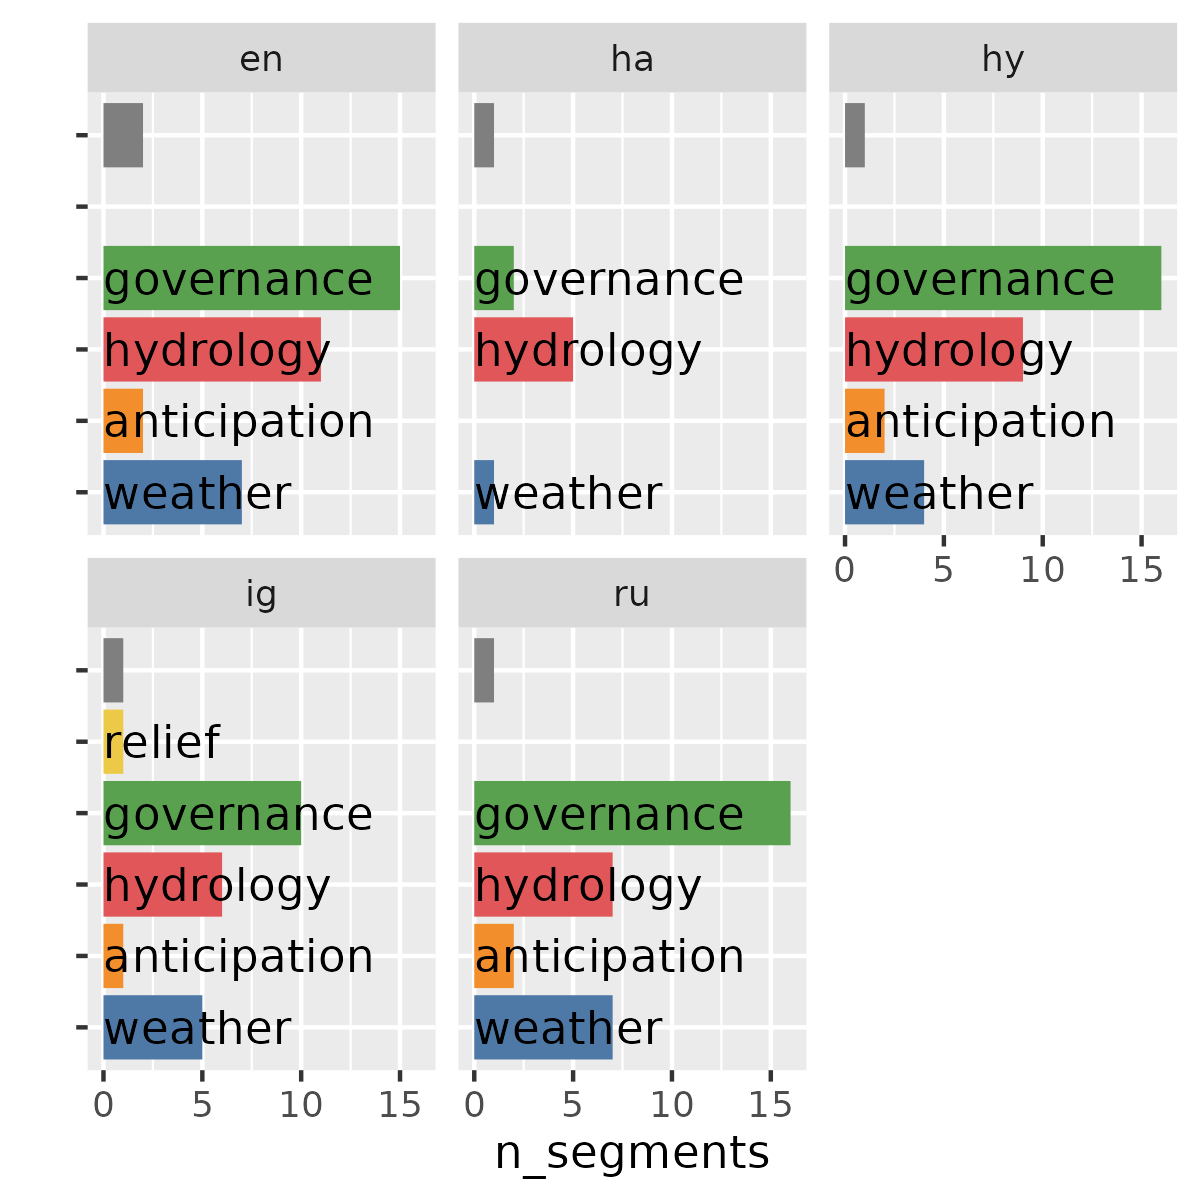 en ha hy
governance governance governance
hydrology hydrology hydrology
anticipation anticipation
weather weather weather
0 5 10 15
ig ru
relief
governance governance
hydrology hydrology
anticipation anticipation
weather weather
0 5 10 15 0 5 10 15
n_segments